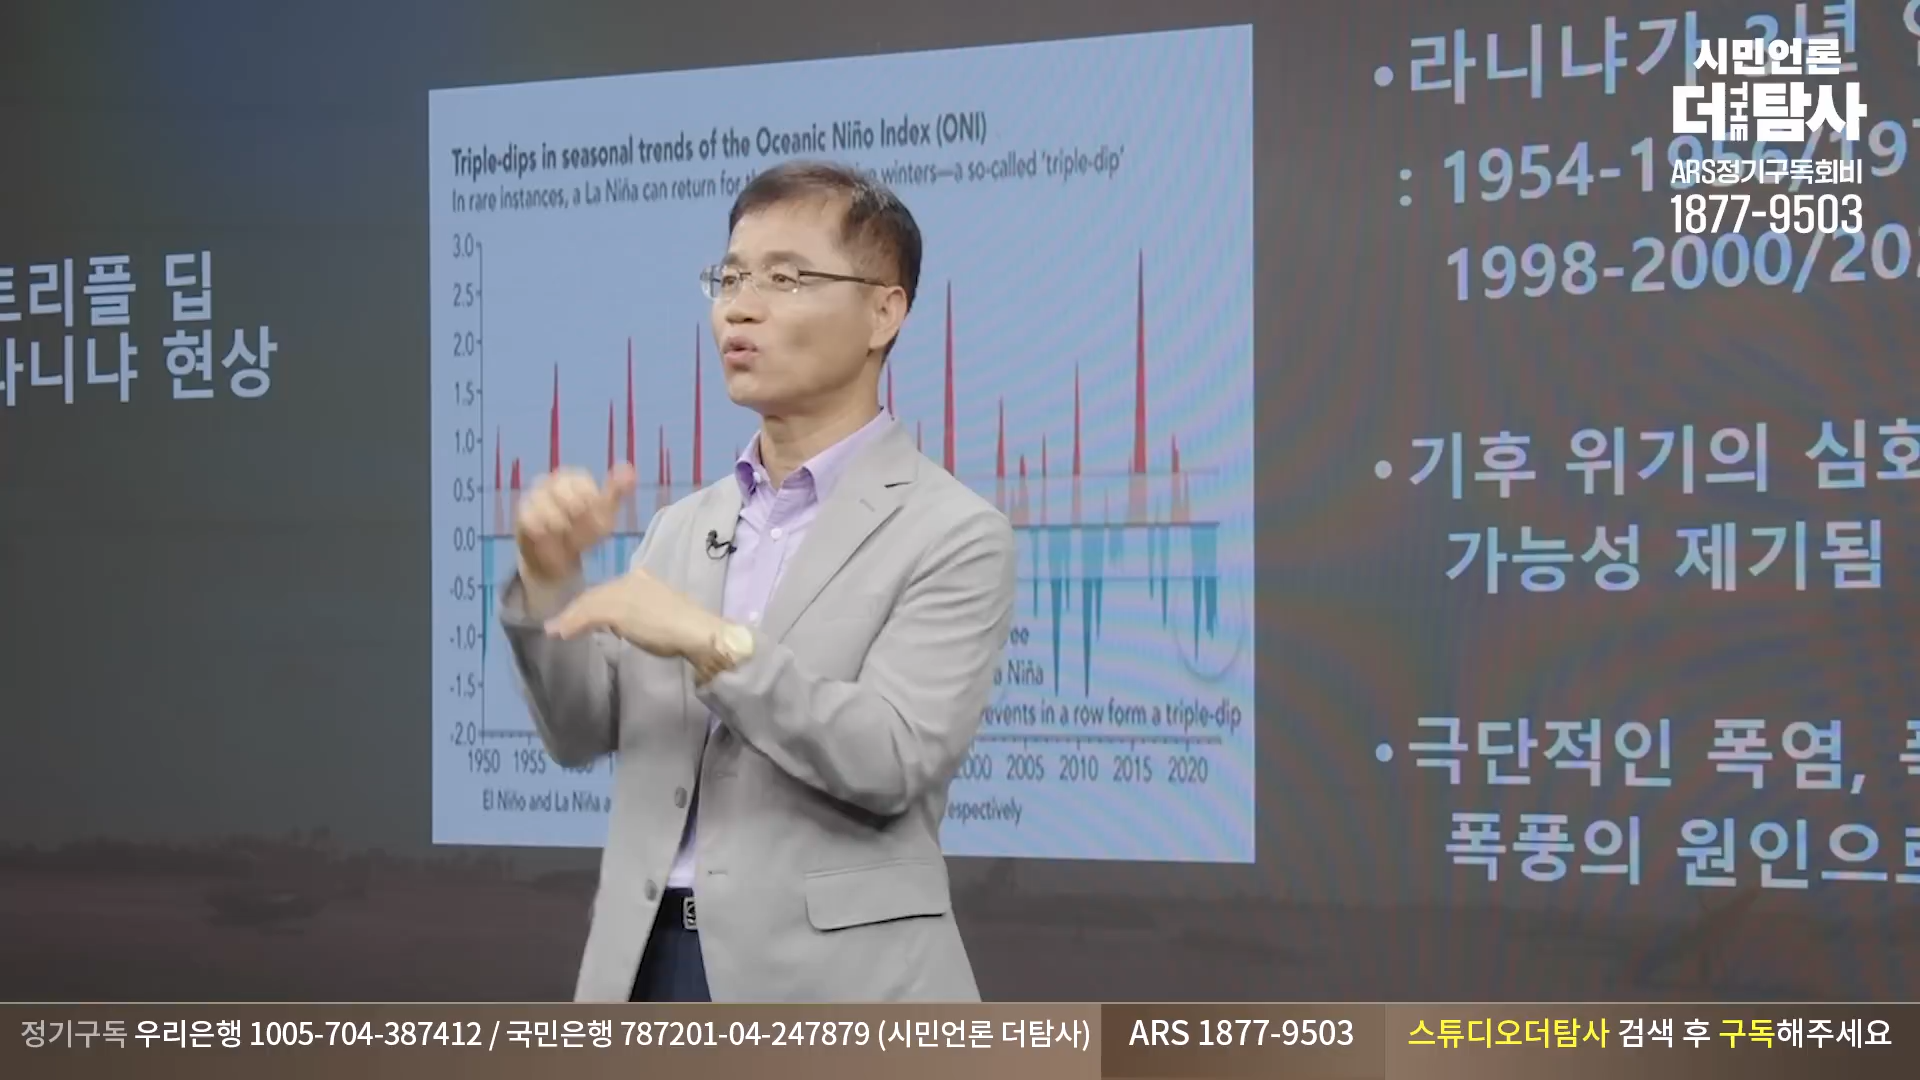 트리플 딥
라니냐 현상
Triple-dips in seasonal trends of the Oceanic Niño Index (ONI)
In rare instances, a La Niña can return for winters—a so-called 'triple-dip'
3.0
2.5
2.0
1.5
1.0
0.5
0.0
-0.5
-1.0
-1.5
-2.0
a Niña
events in a row form a triple-dip
1950 1955 2000 2005 2010 2015 2020
El Niño and La Niña
• 라니냐가 3년
: 1954-1956/19
1998-2000/20
• 기후 위기의 심화
가능성 제기됨
• 극단적인 폭염,
폭풍의 원인으로
시민언론
더탐사
THE
ARS정기구독회비
1877-9503
정기구독 우리은행 1005-704-387412 / 국민은행 787201-04-247879 (시민언론 더탐사)
ARS 1877-9503
스튜디오더탐사 검색 후 구독해주세요